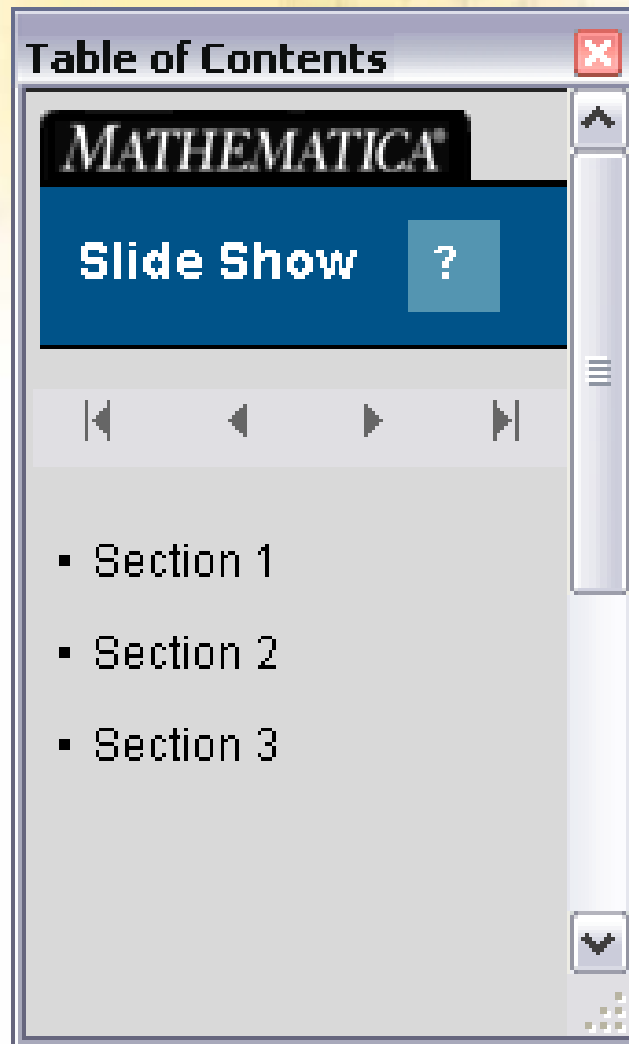 Table of Contents
MATHEMATICA®
Slide Show ?
▪ Section 1
▪ Section 2
▪ Section 3